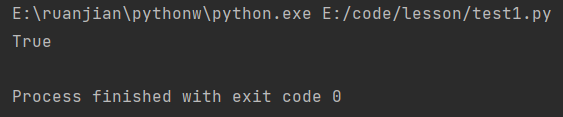 E:\ruanjian\pythonw\python.exe E:/code/lesson/test1.py
True
Process finished with exit code 0